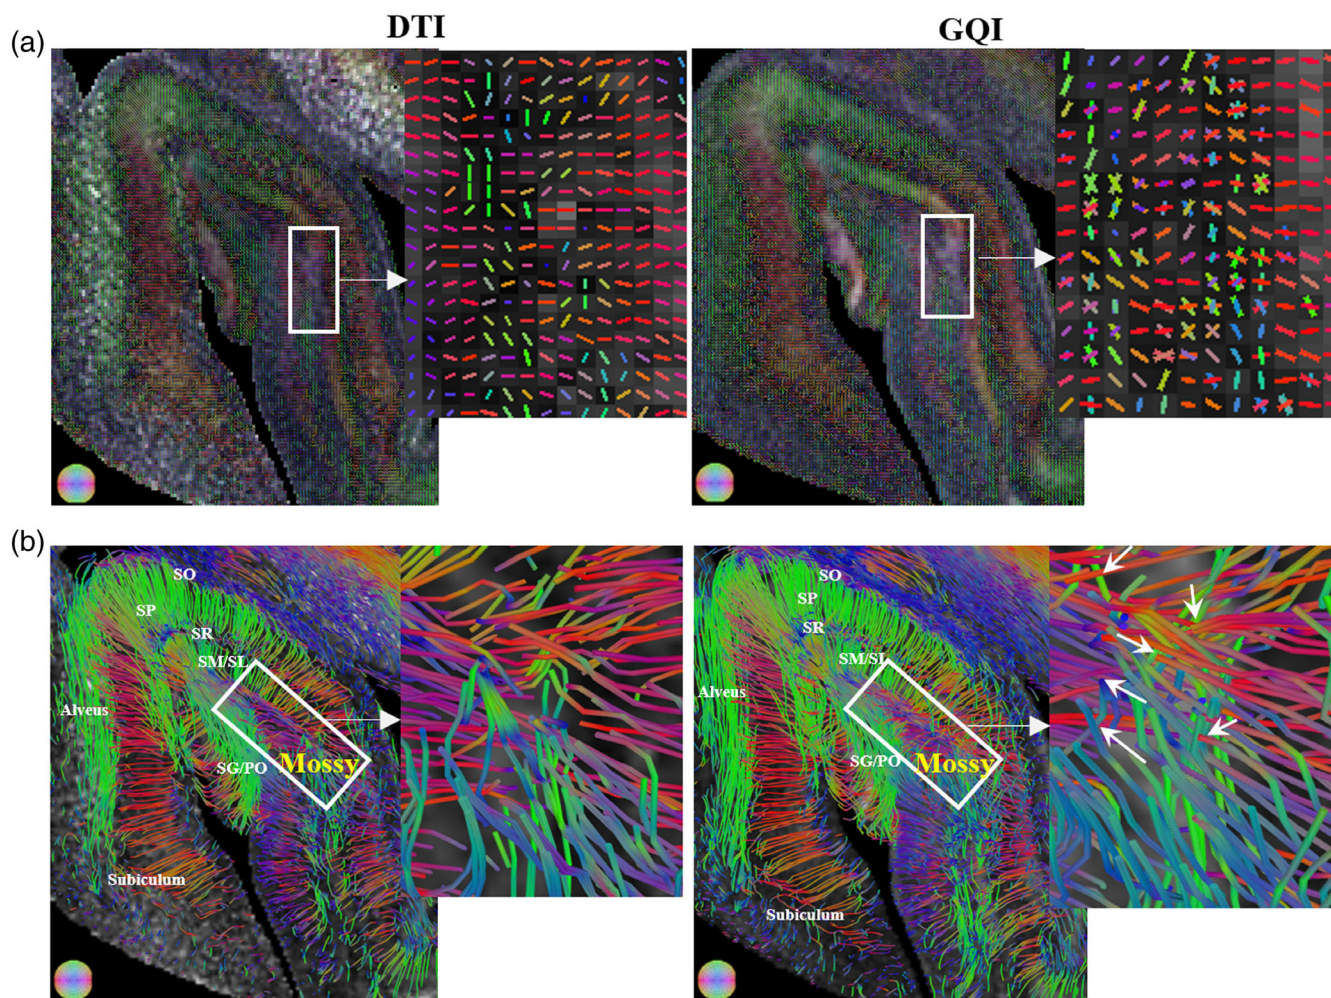 DTI
GQI
(a)
(b)
SO
SP
SR
SM/SL
Alveus
SG/PO
Mossy
Subiculum
SO
SP
SR
SM/SL
Alveus
SG/PO
Mossy
Subiculum